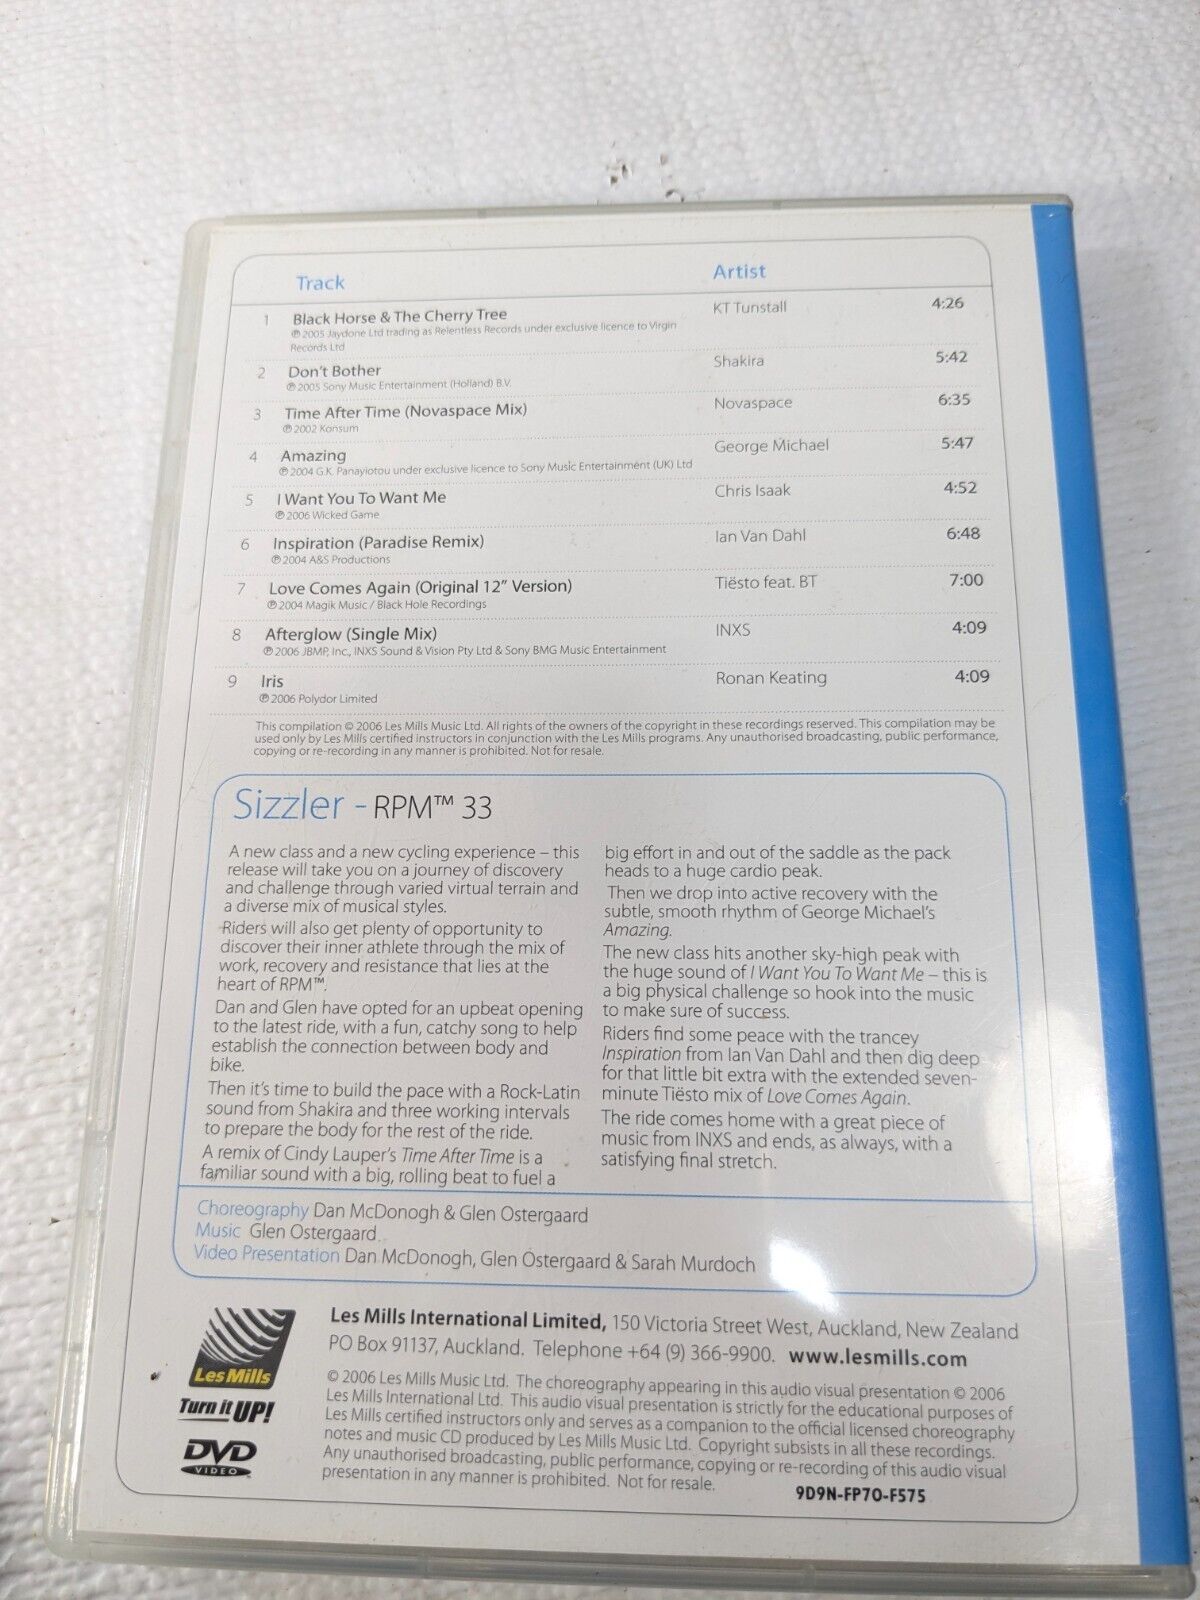 Track Artist
1 Black Horse & The Cherry Tree KT Tunstall 4:26
℗ 2005 Jaydone Ltd trading as Relentless Records under exclusive licence to Virgin
Records Ltd
2 Don't Bother Shakira 5:42
℗ 2005 Sony Music Entertainment (Holland) B.V.
3 Time After Time (Novaspace Mix) Novaspace 6:35
℗ 2002 Konsum
4 Amazing George Michael 5:47
℗ 2004 G.K. Panayiotou under exclusive licence to Sony Music Entertainment (UK) Ltd
5 I Want You To Want Me Chris Isaak 4:52
℗ 2006 Wicked Game
6 Inspiration (Paradise Remix) Ian Van Dahl 6:48
℗ 2004 A&S Productions
7 Love Comes Again (Original 12" Version) Tiësto feat. BT 7:00
℗ 2004 Magik Music / Black Hole Recordings
8 Afterglow (Single Mix) INXS 4:09
℗ 2006 JBMP, Inc., INXS Sound & Vision Pty Ltd & Sony BMG Music Entertainment
9 Iris Ronan Keating 4:09
℗ 2006 Polydor Limited
This compilation © 2006 Les Mills Music Ltd. All rights of the owners of the copyright in these recordings reserved. This compilation may be
used only by Les Mills certified instructors in conjunction with the Les Mills programs. Any unauthorised broadcasting, public performance,
copying or re-recording in any manner is prohibited. Not for resale.
Sizzler - RPM™ 33
A new class and a new cycling experience – this
release will take you on a journey of discovery
and challenge through varied virtual terrain and
a diverse mix of musical styles.
Riders will also get plenty of opportunity to
discover their inner athlete through the mix of
work, recovery and resistance that lies at the
heart of RPM™.
Dan and Glen have opted for an upbeat opening
to the latest ride, with a fun, catchy song to help
establish the connection between body and
bike.
Then it's time to build the pace with a Rock-Latin
sound from Shakira and three working intervals
to prepare the body for the rest of the ride.
A remix of Cindy Lauper's Time After Time is a
familiar sound with a big, rolling beat to fuel a
big effort in and out of the saddle as the pack
heads to a huge cardio peak.
Then we drop into active recovery with the
subtle, smooth rhythm of George Michael's
Amazing.
The new class hits another sky-high peak with
the huge sound of I Want You To Want Me – this is
a big physical challenge so hook into the music
to make sure of success.
Riders find some peace with the trancey
Inspiration from Ian Van Dahl and then dig deep
for that little bit extra with the extended seven-
minute Tiësto mix of Love Comes Again.
The ride comes home with a great piece of
music from INXS and ends, as always, with a
satisfying final stretch.
Choreography Dan McDonogh & Glen Ostergaard
Music Glen Ostergaard
Video Presentation Dan McDonogh, Glen Ostergaard & Sarah Murdoch
Les Mills
Turn it UP!
DVD
VIDEO
Les Mills International Limited, 150 Victoria Street West, Auckland, New Zealand
PO Box 91137, Auckland. Telephone +64 (9) 366-9900. www.lesmills.com
© 2006 Les Mills Music Ltd. The choreography appearing in this audio visual presentation © 2006
Les Mills International Ltd. This audio visual presentation is strictly for the educational purposes of
Les Mills certified instructors only and serves as a companion to the official licensed choreography
notes and music CD produced by Les Mills Music Ltd. Copyright subsists in all these recordings.
Any unauthorised broadcasting, public performance, copying or re-recording of this audio visual
presentation in any manner is prohibited. Not for resale.
9D9N-FP70-F575